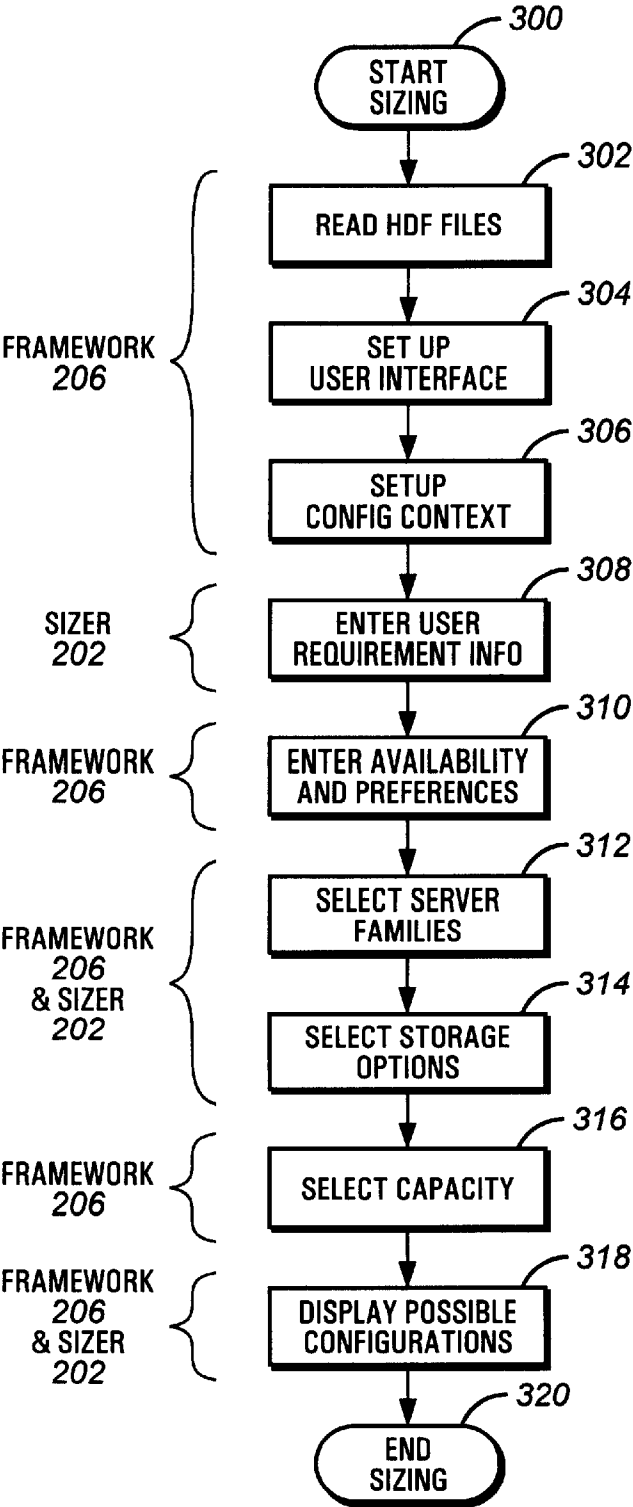 300
START
SIZING
302
READ HDF FILES
304
FRAMEWORK
206
SET UP
USER INTERFACE
306
SETUP
CONFIG CONTEXT
308
SIZER
202
ENTER USER
REQUIREMENT INFO
310
FRAMEWORK
206
ENTER AVAILABILITY
AND PREFERENCES
312
SELECT SERVER
FAMILIES
FRAMEWORK
206
& SIZER
202
314
SELECT STORAGE
OPTIONS
316
FRAMEWORK
206
SELECT CAPACITY
318
FRAMEWORK
206
& SIZER
202
DISPLAY POSSIBLE
CONFIGURATIONS
320
END
SIZING